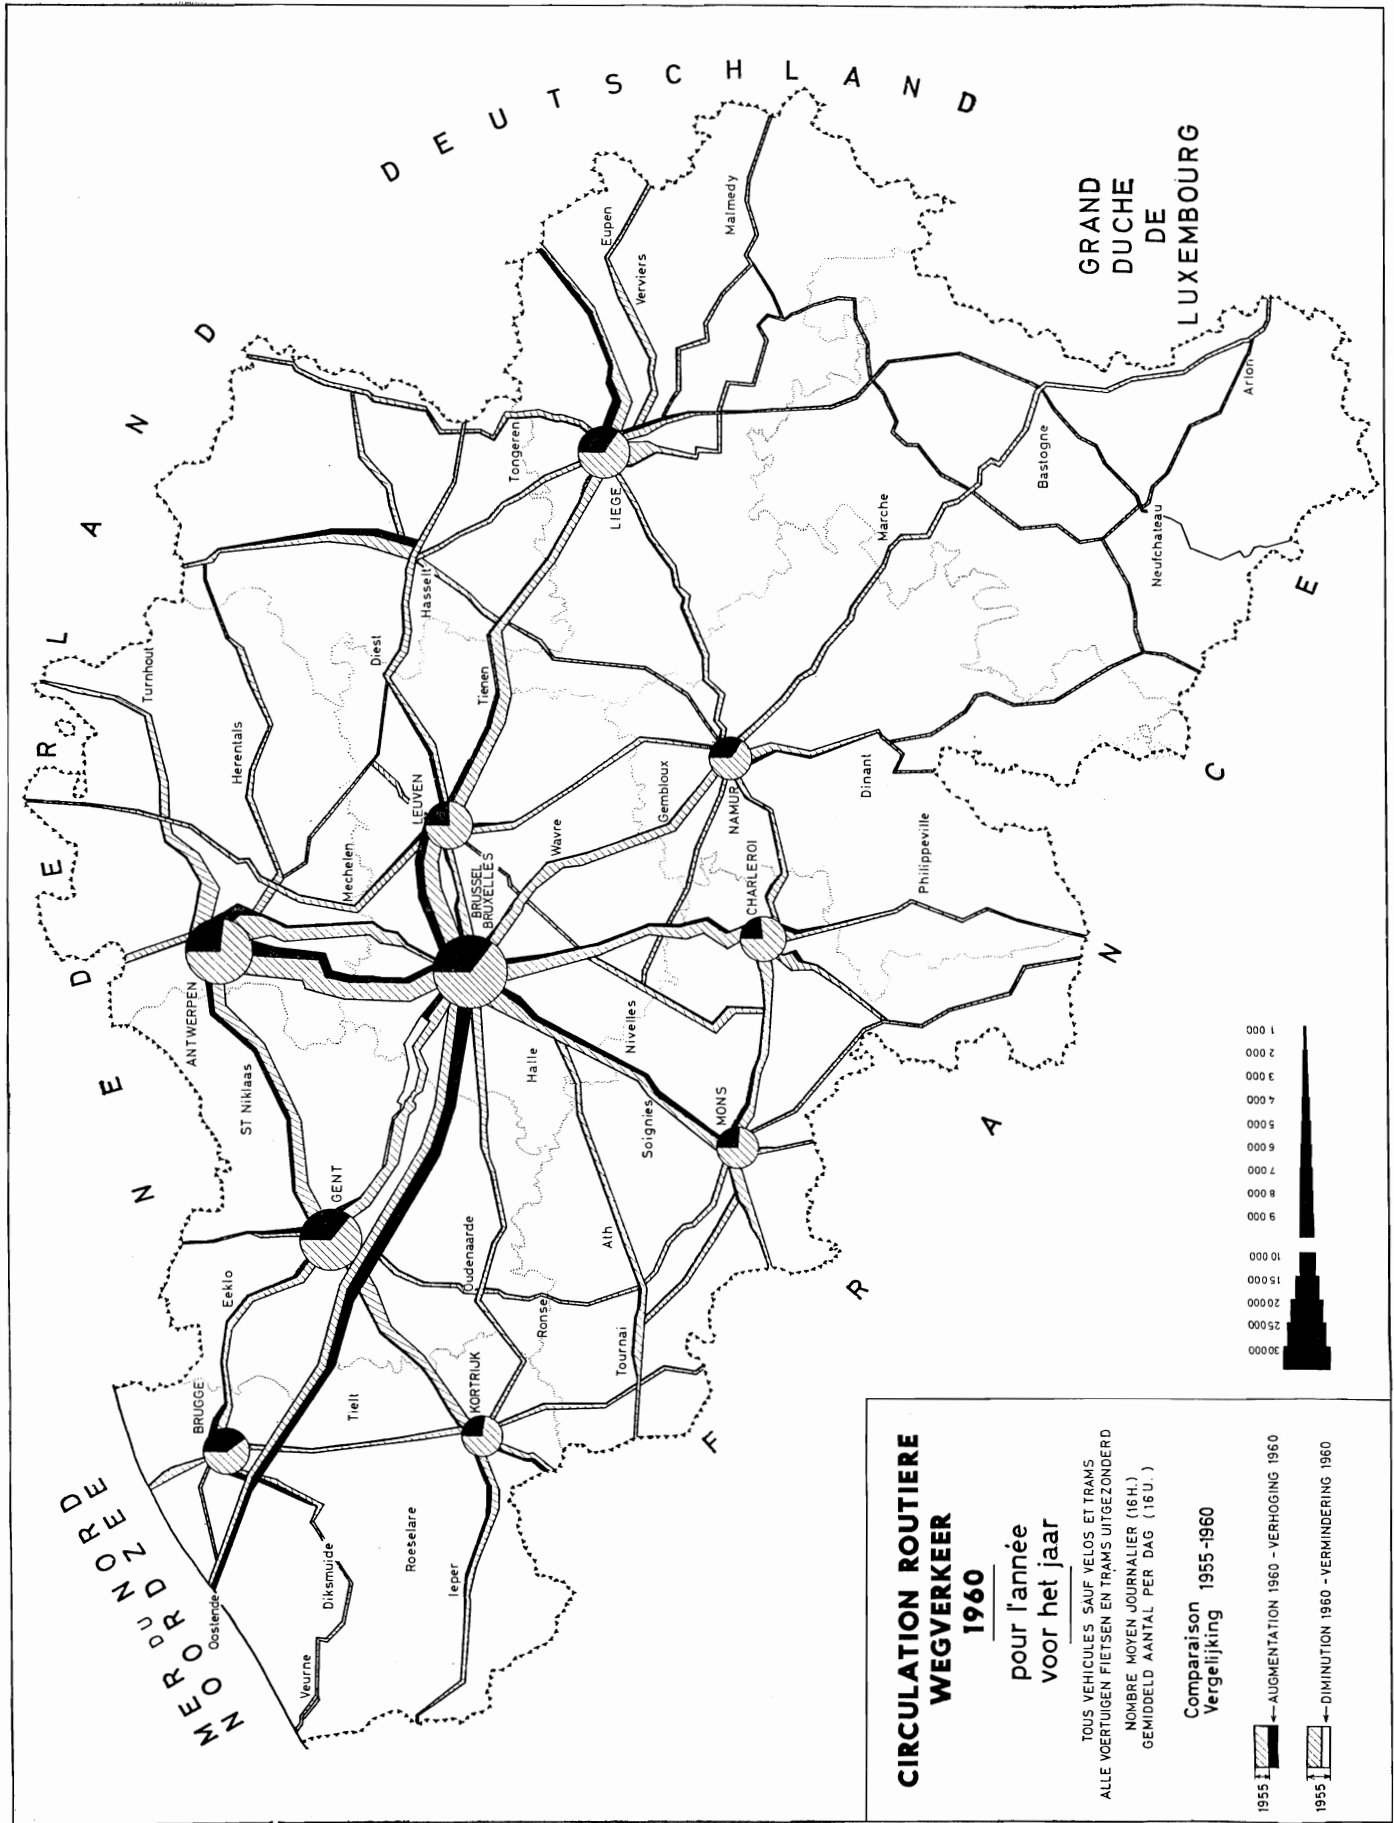 MER DU NORD
NOORDZEE
NEDERLAND
DEUTSCHLAND
GRAND
DUCHE
DE
LUXEMBOURG
FRANCE
Oostende
Veurne
Diksmuide
Roeselare
Ieper
BRUGGE
Tielt
KORTRIJK
Eeklo
GENT
Oudenaarde
Ronse
Tournai
Ath
ST Niklaas
ANTWERPEN
Mechelen
BRUSSEL
BRUXELLES
Halle
Nivelles
Soignies
MONS
Turnhout
Herentals
Diest
LEUVEN
Tienen
Wavre
Gembloux
NAMUR
CHARLEROI
Philippeville
Dinant
Hasselt
Tongeren
LIEGE
Eupen
Verviers
Malmedy
Marche
Bastogne
Neufchateau
Arlon
CIRCULATION ROUTIERE
WEGVERKEER
1960
pour l'année
voor het jaar
TOUS VEHICULES SAUF VELOS ET TRAMS
ALLE VOERTUIGEN FIETSEN EN TRAMS UITGEZONDERD
NOMBRE MOYEN JOURNALIER (16H.)
GEMIDDELD AANTAL PER DAG (16U.)
Comparaison 1955-1960
Vergelijking
1955 AUGMENTATION 1960 - VERHOGING 1960
1955 DIMINUTION 1960 - VERMINDERING 1960
30000
25000
20000
15000
10 000
9 000
8 000
7 000
6 000
5 000
4 000
3 000
2 000
1 000